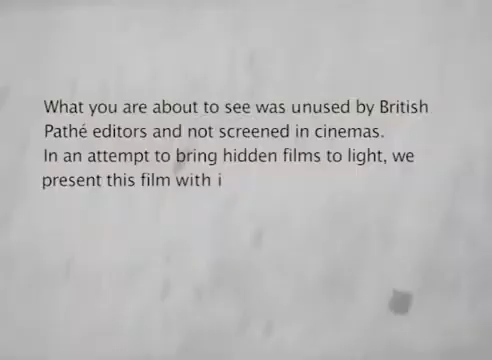 What you are about to see was unused by British
Pathé editors and not screened in cinemas.
In an attempt to bring hidden films to light, we
present this film with i